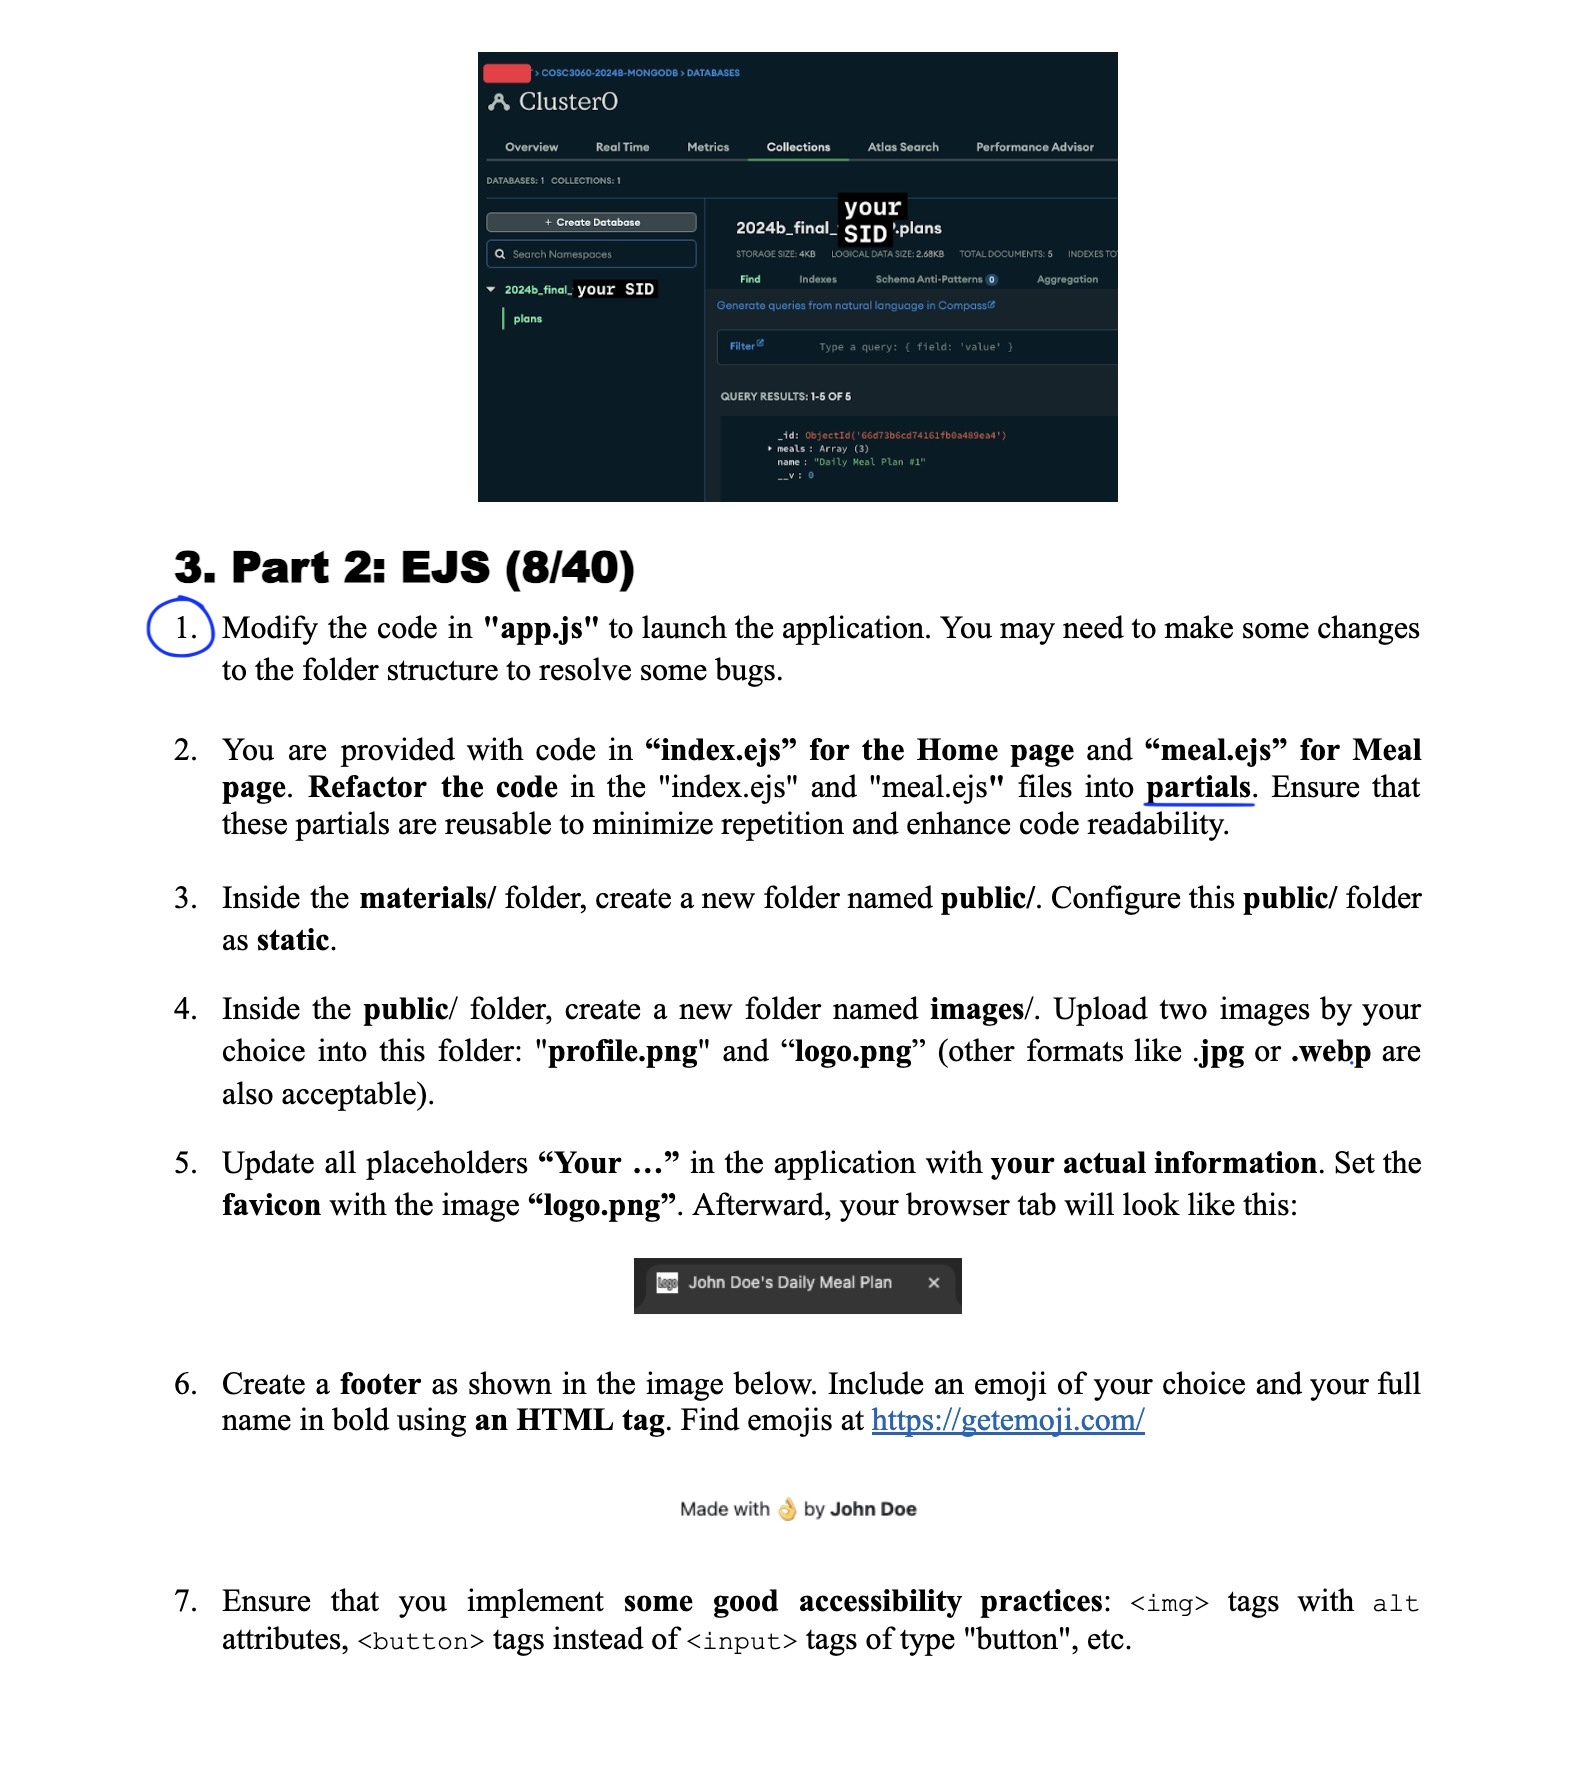 > COSC3060-2024B-MONGODB > DATABASES
Cluster0
Overview Real Time Metrics Collections Atlas Search Performance Advisor
DATABASES: 1 COLLECTIONS: 1
+ Create Database
Search Namespaces
2024b_final_ your SID
plans
2024b_final_ your SID .plans
STORAGE SIZE: 4KB LOGICAL DATA SIZE: 2.68KB TOTAL DOCUMENTS: 5 INDEXES TO
Find Indexes Schema Anti-Patterns 0 Aggregation
Generate queries from natural language in Compass
Filter Type a query: { field: 'value' }
QUERY RESULTS: 1-5 OF 5
_id: ObjectId('66d73b6cd74161fb0a489ea4')
meals : Array (3)
name : "Daily Meal Plan #1"
__v : 0
3. Part 2: EJS (8/40)
1. Modify the code in "app.js" to launch the application. You may need to make some changes
to the folder structure to resolve some bugs.
2. You are provided with code in “index.ejs” for the Home page and “meal.ejs” for Meal
page. Refactor the code in the "index.ejs" and "meal.ejs" files into partials. Ensure that
these partials are reusable to minimize repetition and enhance code readability.
3. Inside the materials/ folder, create a new folder named public/. Configure this public/ folder
as static.
4. Inside the public/ folder, create a new folder named images/. Upload two images by your
choice into this folder: "profile.png" and “logo.png” (other formats like .jpg or .webp are
also acceptable).
5. Update all placeholders “Your …” in the application with your actual information. Set the
favicon with the image “logo.png”. Afterward, your browser tab will look like this:
Logo John Doe's Daily Meal Plan ×
6. Create a footer as shown in the image below. Include an emoji of your choice and your full
name in bold using an HTML tag. Find emojis at https://getemoji.com/
Made with 👌 by John Doe
7. Ensure that you implement some good accessibility practices: <img> tags with alt
attributes, <button> tags instead of <input> tags of type "button", etc.